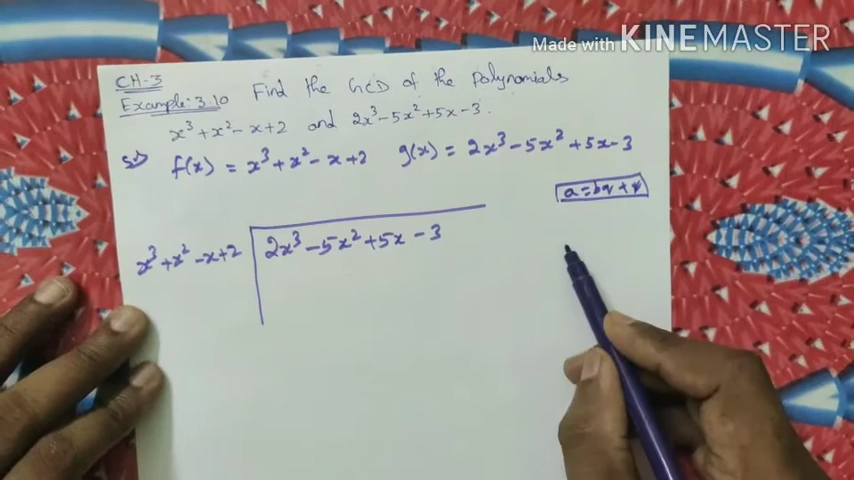 Made with KINEMASTER
CH-3
Example-3.10 Find the GCD of the polynomials
x³+x²-x+2 and 2x³-5x²+5x-3.
Sol f(x) = x³+x²-x+2 g(x) = 2x³-5x²+5x-3
a=bq+r
x³+x²-x+2 2x³-5x²+5x-3